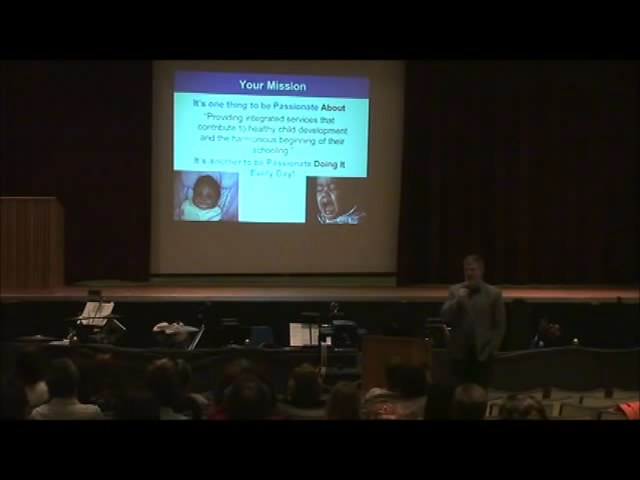 Your Mission
It's one thing to be Passionate About
"Providing integrated services that
contribute to healthy child development
and the harmonious beginning of their
schooling."
It's another to be Passionate Doing It
Every Day!